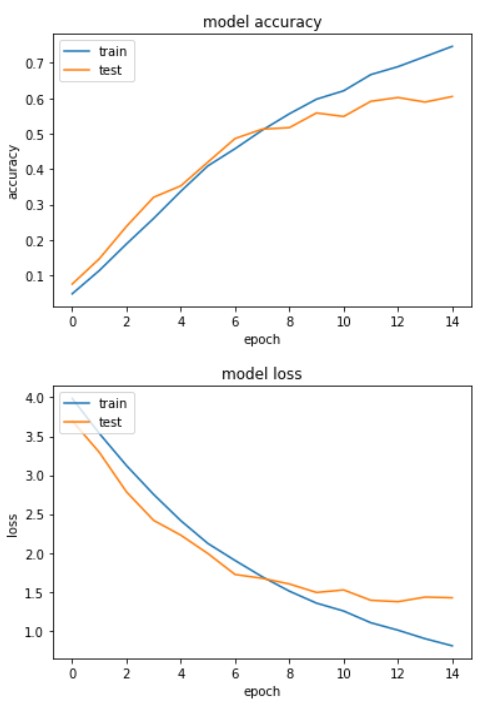 model accuracy
train
test
0.7
0.6
0.5
0.4
0.3
0.2
0.1
accuracy
0 2 4 6 8 10 12 14
epoch
model loss
train
test
4.0
3.5
3.0
2.5
2.0
1.5
1.0
loss
0 2 4 6 8 10 12 14
epoch